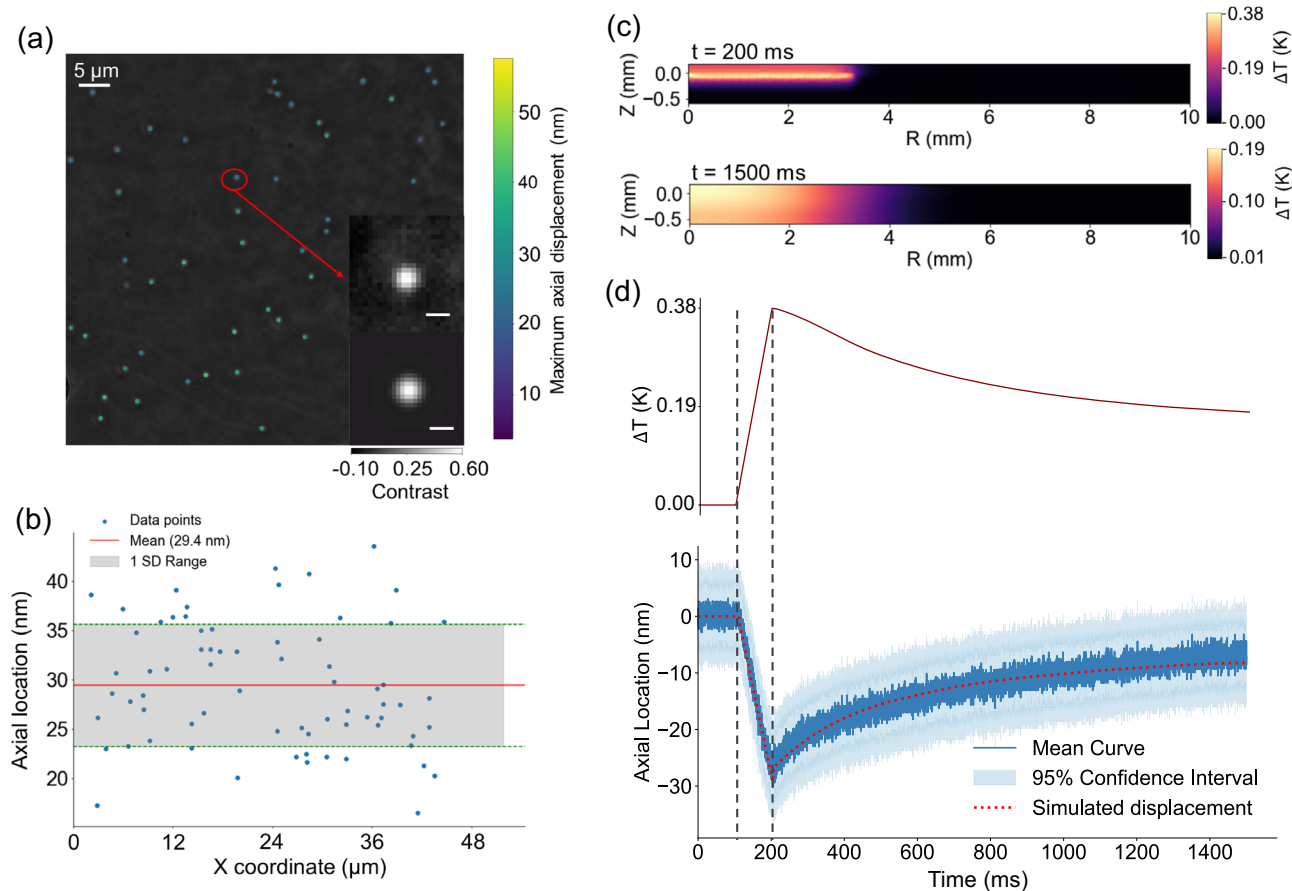 (a)
5 µm
50
40
30
20
10
Maximum axial displacement (nm)
-0.10 0.25 0.60
Contrast
(b)
Data points
Mean (29.4 nm)
1 SD Range
Axial location (nm)
40
35
30
25
20
0 12 24 36 48
X coordinate (µm)
(c)
t = 200 ms
Z (mm)
0.0
−0.5
0 2 4 6 8 10
R (mm)
0.38
0.19
0.00
ΔT (K)
t = 1500 ms
Z (mm)
0.0
−0.5
0 2 4 6 8 10
R (mm)
0.19
0.10
0.01
ΔT (K)
(d)
ΔT (K)
0.38
0.19
0.00
Axial Location (nm)
10
0
−10
−20
−30
Mean Curve
95% Confidence Interval
Simulated displacement
0 200 400 600 800 1000 1200 1400
Time (ms)